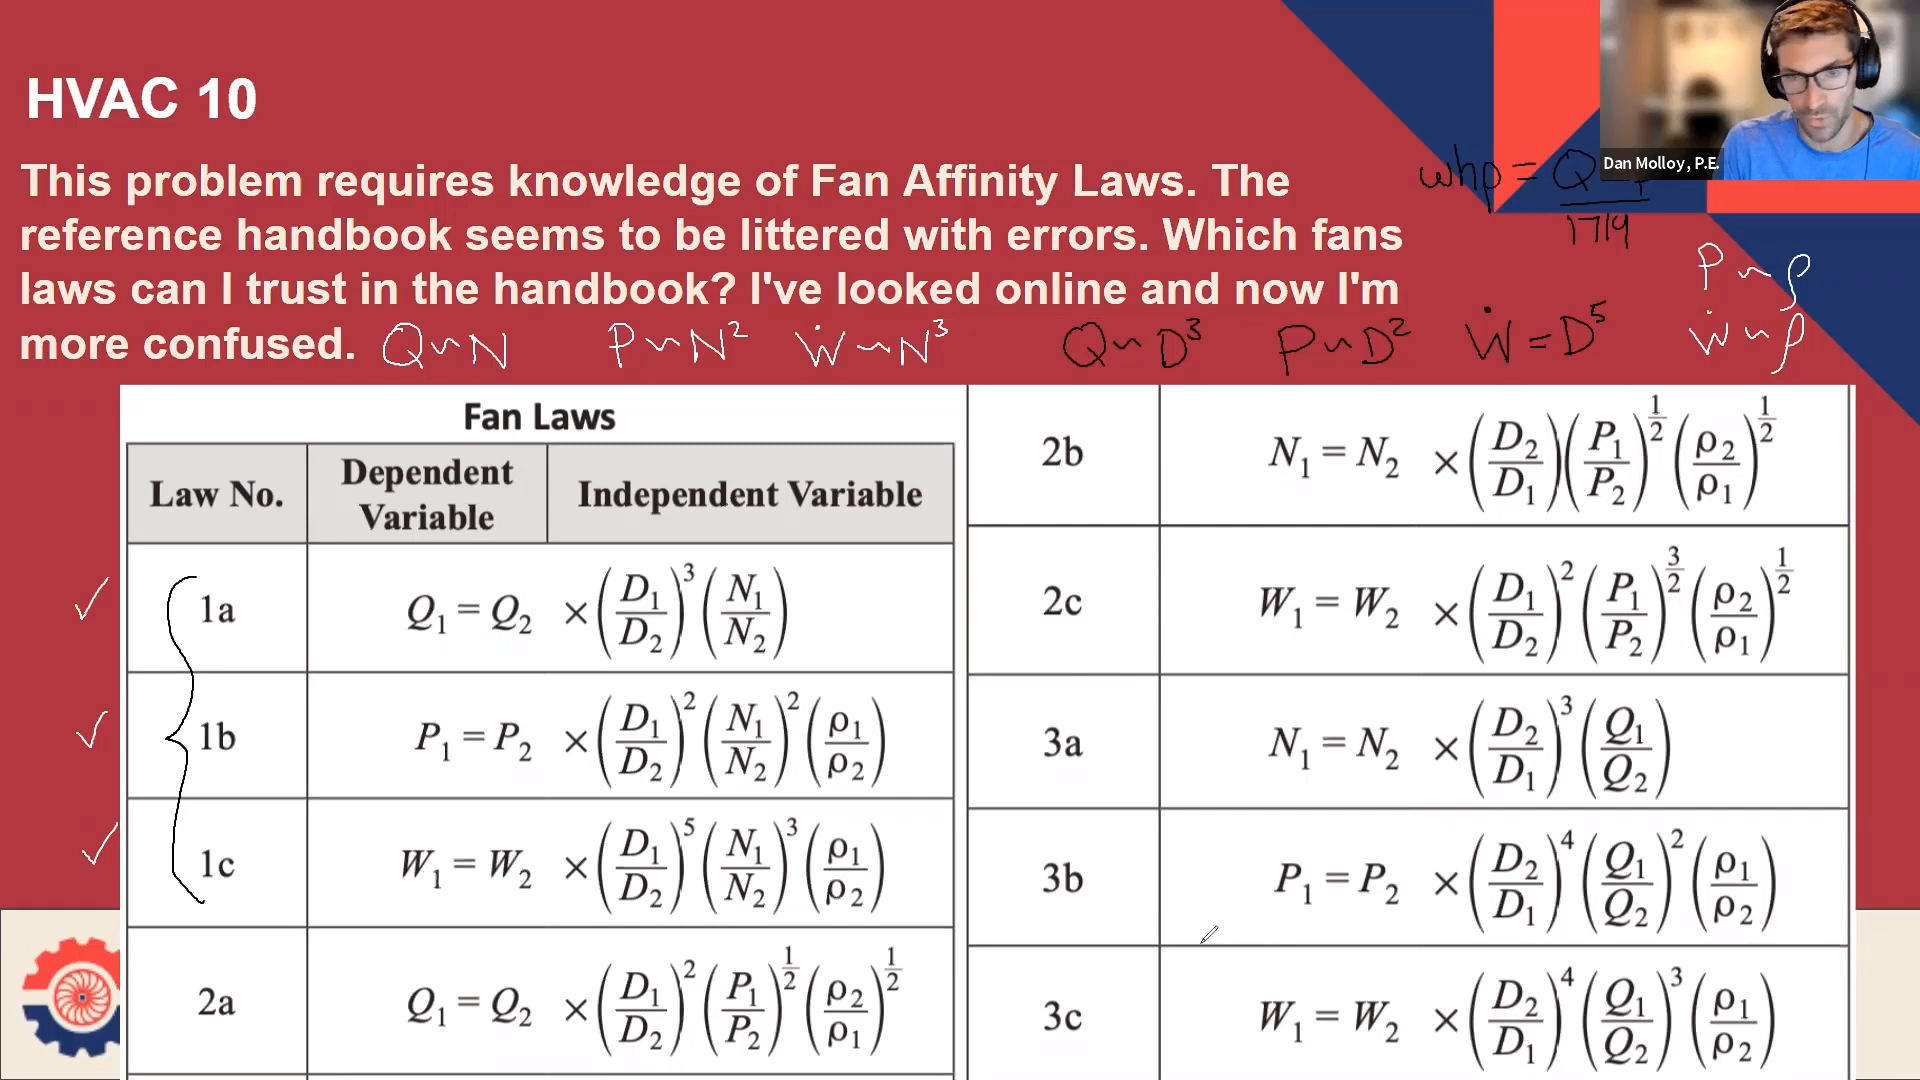 HVAC 10
This problem requires knowledge of Fan Affinity Laws. The
reference handbook seems to be littered with errors. Which fans
laws can I trust in the handbook? I've looked online and now I'm
more confused.
Dan Molloy, P.E.
whp = Q
1714
P ~ ρ
Ẇ ~ ρ
Q ~ N P ~ N² Ẇ ~ N³
Q ~ D³ P ~ D² Ẇ = D⁵
Fan Laws
Law No. Dependent Variable Independent Variable
1a Q₁ = Q₂ × (D₁/D₂)³ (N₁/N₂)
1b P₁ = P₂ × (D₁/D₂)² (N₁/N₂)² (ρ₁/ρ₂)
1c W₁ = W₂ × (D₁/D₂)⁵ (N₁/N₂)³ (ρ₁/ρ₂)
2a Q₁ = Q₂ × (D₁/D₂)² (P₁/P₂)^(1/2) (ρ₂/ρ₁)^(1/2)
2b N₁ = N₂ × (D₂/D₁) (P₁/P₂)^(1/2) (ρ₂/ρ₁)^(1/2)
2c W₁ = W₂ × (D₁/D₂)² (P₁/P₂)^(3/2) (ρ₂/ρ₁)^(1/2)
3a N₁ = N₂ × (D₂/D₁)³ (Q₁/Q₂)
3b P₁ = P₂ × (D₂/D₁)⁴ (Q₁/Q₂)² (ρ₁/ρ₂)
3c W₁ = W₂ × (D₂/D₁)⁴ (Q₁/Q₂)³ (ρ₁/ρ₂)